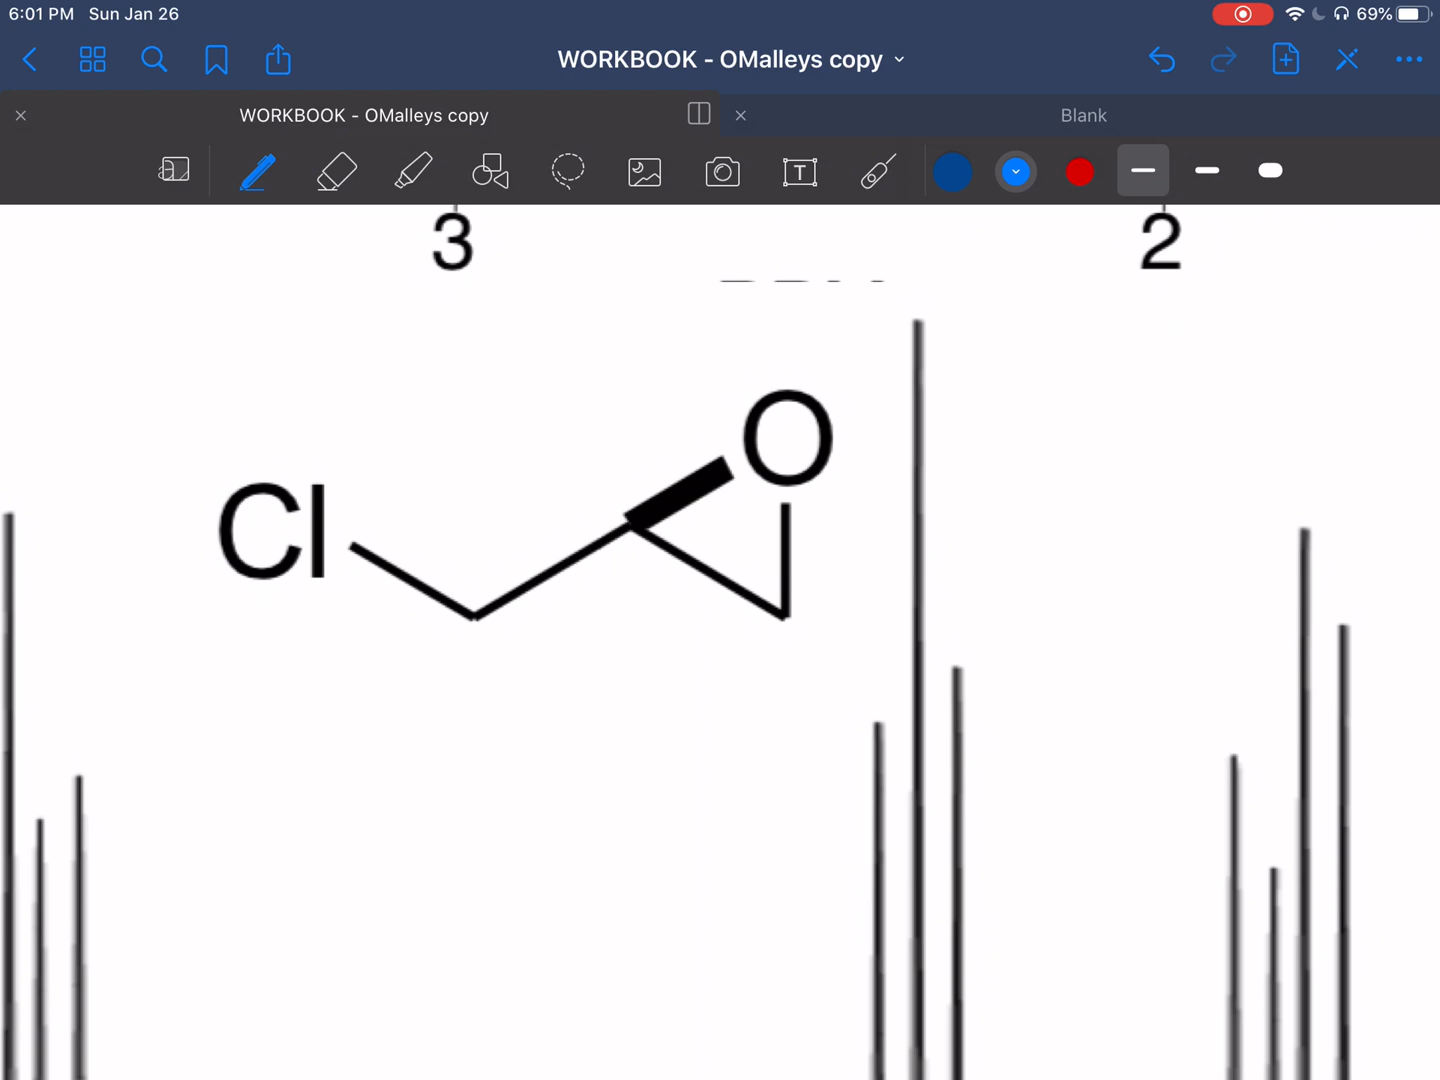 6:01 PM Sun Jan 26
69%
WORKBOOK - OMalleys copy
WORKBOOK - OMalleys copy
Blank
T
3 2
O
Cl